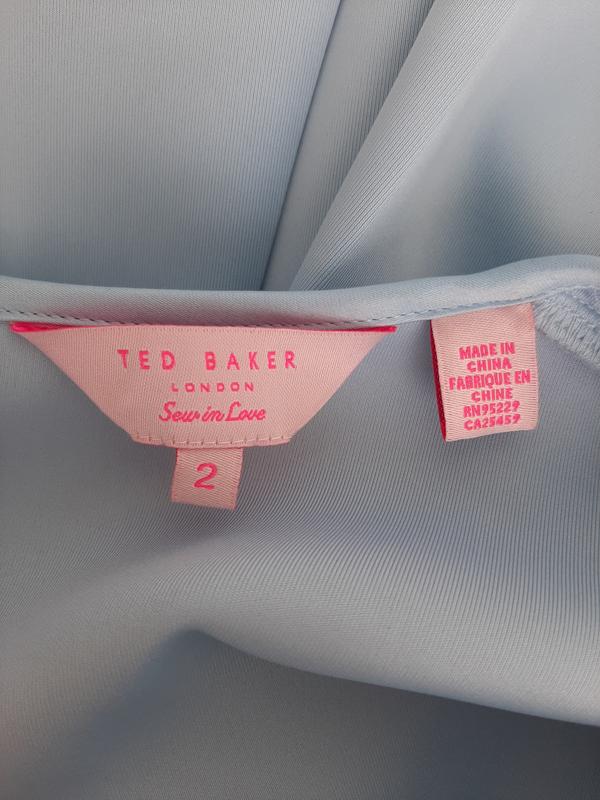 TED BAKER
LONDON
Sew in Love
2
MADE IN
CHINA
FABRIQUE EN
CHINE
RN95229
CA25459